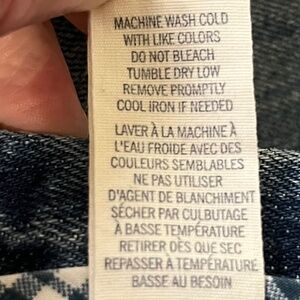 MACHINE WASH COLD
WITH LIKE COLORS
DO NOT BLEACH
TUMBLE DRY LOW
REMOVE PROMPTLY
COOL IRON IF NEEDED
LAVER À LA MACHINE À
L'EAU FROIDE AVEC DES
COULEURS SEMBLABLES
NE PAS UTILISER
D'AGENT DE BLANCHIMENT
SÉCHER PAR CULBUTAGE
À BASSE TEMPÉRATURE
RETIRER DÈS QUE SEC
REPASSER À TEMPÉRATURE
BASSE AU BESOIN